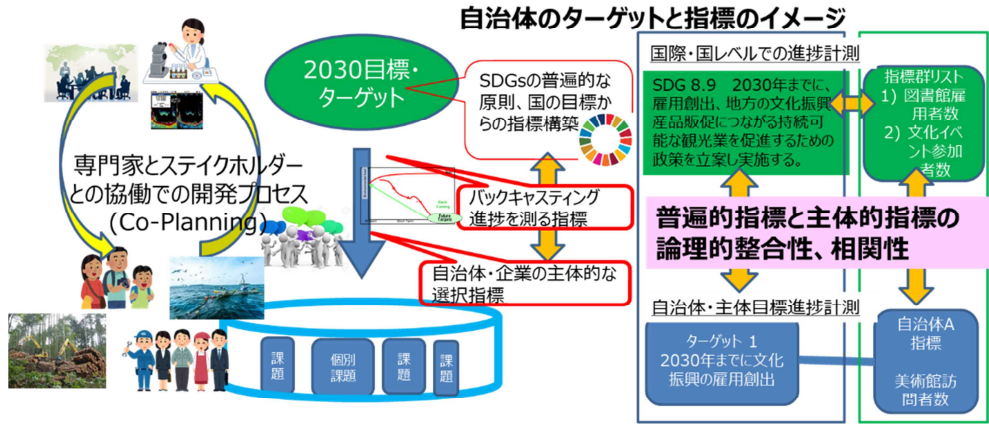 自治体のターゲットと指標のイメージ
専門家とステイクホルダー
との協働での開発プロセス
(Co-Planning)
2030目標・
ターゲット
SDGsの普遍的な
原則、国の目標か
らの指標構築
バックキャスティング
進捗を測る指標
自治体・企業の主体的な
選択指標
課題
個別
課題
課題
課題
国際・国レベルでの進捗計測
SDG 8.9 2030年までに、
雇用創出、地方の文化振興
産品販促につながる持続可
能な観光業を促進するための
政策を立案し実施する。
指標群リスト
1) 図書館雇
用者数
2) 文化イベ
ント参加
者数
普遍的指標と主体的指標の
論理的整合性、相関性
自治体・主体目標進捗計測
ターゲット 1
2030年までに文化
振興の雇用創出
自治体A
指標
美術館訪
問者数